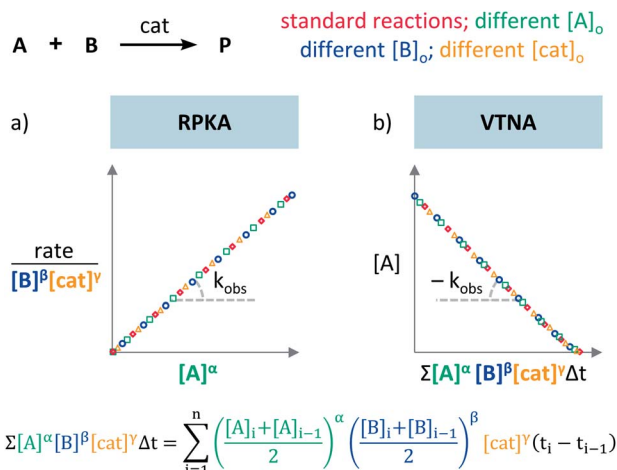 A + B cat→ P
standard reactions; different [A]o
different [B]o; different [cat]o
a) RPKA
b) VTNA
rate
[B]ᵝ[cat]ᵞ
kobs
[A]ᵅ
[A]
– kobs
Σ[A]ᵅ [B]ᵝ[cat]ᵞΔt
Σ[A]ᵅ[B]ᵝ[cat]ᵞΔt = n∑i=1 (([A]i+[A]i−1)/2)ᵅ (([B]i+[B]i−1)/2)ᵝ [cat]ᵞ(ti − ti−1)